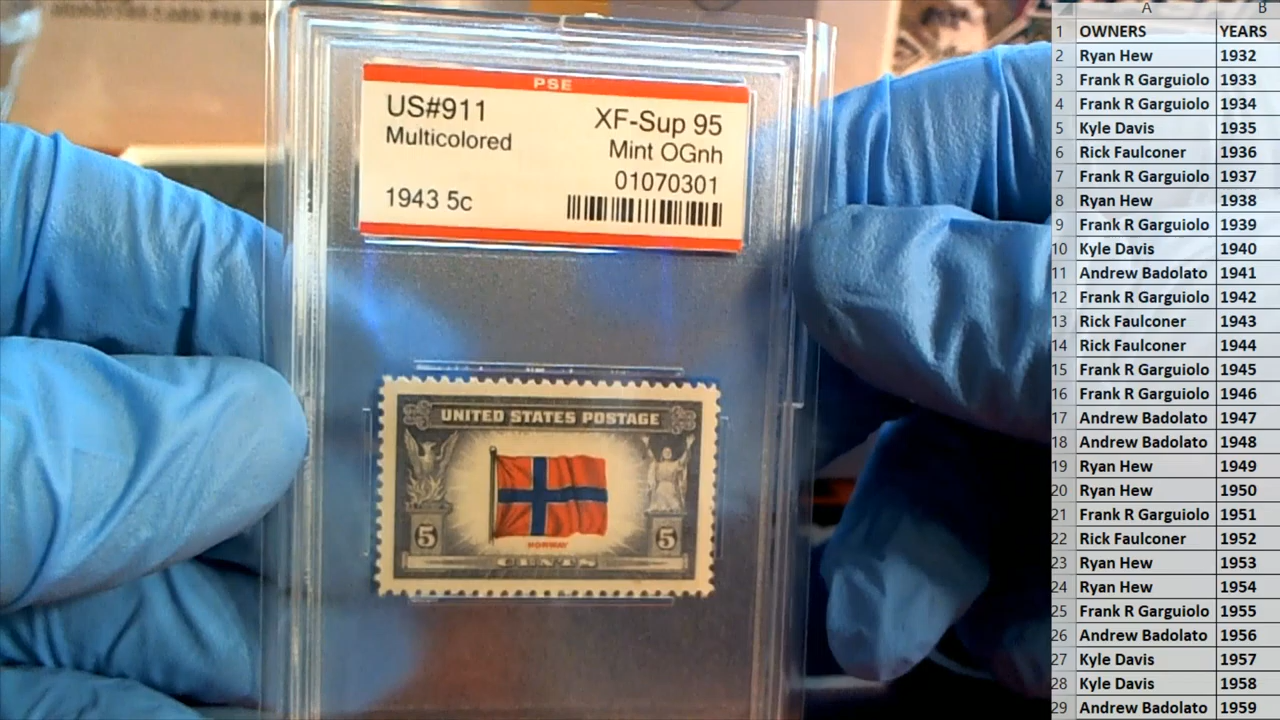 PSE
US#911
XF-Sup 95
Multicolored
Mint OGnh
01070301
1943 5c
UNITED STATES POSTAGE
5
5
NORWAY
CENTS
A B
1 OWNERS YEARS
2 Ryan Hew 1932
3 Frank R Garguiolo 1933
4 Frank R Garguiolo 1934
5 Kyle Davis 1935
6 Rick Faulconer 1936
7 Frank R Garguiolo 1937
8 Ryan Hew 1938
9 Frank R Garguiolo 1939
10 Kyle Davis 1940
11 Andrew Badolato 1941
12 Frank R Garguiolo 1942
13 Rick Faulconer 1943
14 Rick Faulconer 1944
15 Frank R Garguiolo 1945
16 Frank R Garguiolo 1946
17 Andrew Badolato 1947
18 Andrew Badolato 1948
19 Ryan Hew 1949
20 Ryan Hew 1950
21 Frank R Garguiolo 1951
22 Rick Faulconer 1952
23 Ryan Hew 1953
24 Ryan Hew 1954
25 Frank R Garguiolo 1955
26 Andrew Badolato 1956
27 Kyle Davis 1957
28 Kyle Davis 1958
29 Andrew Badolato 1959